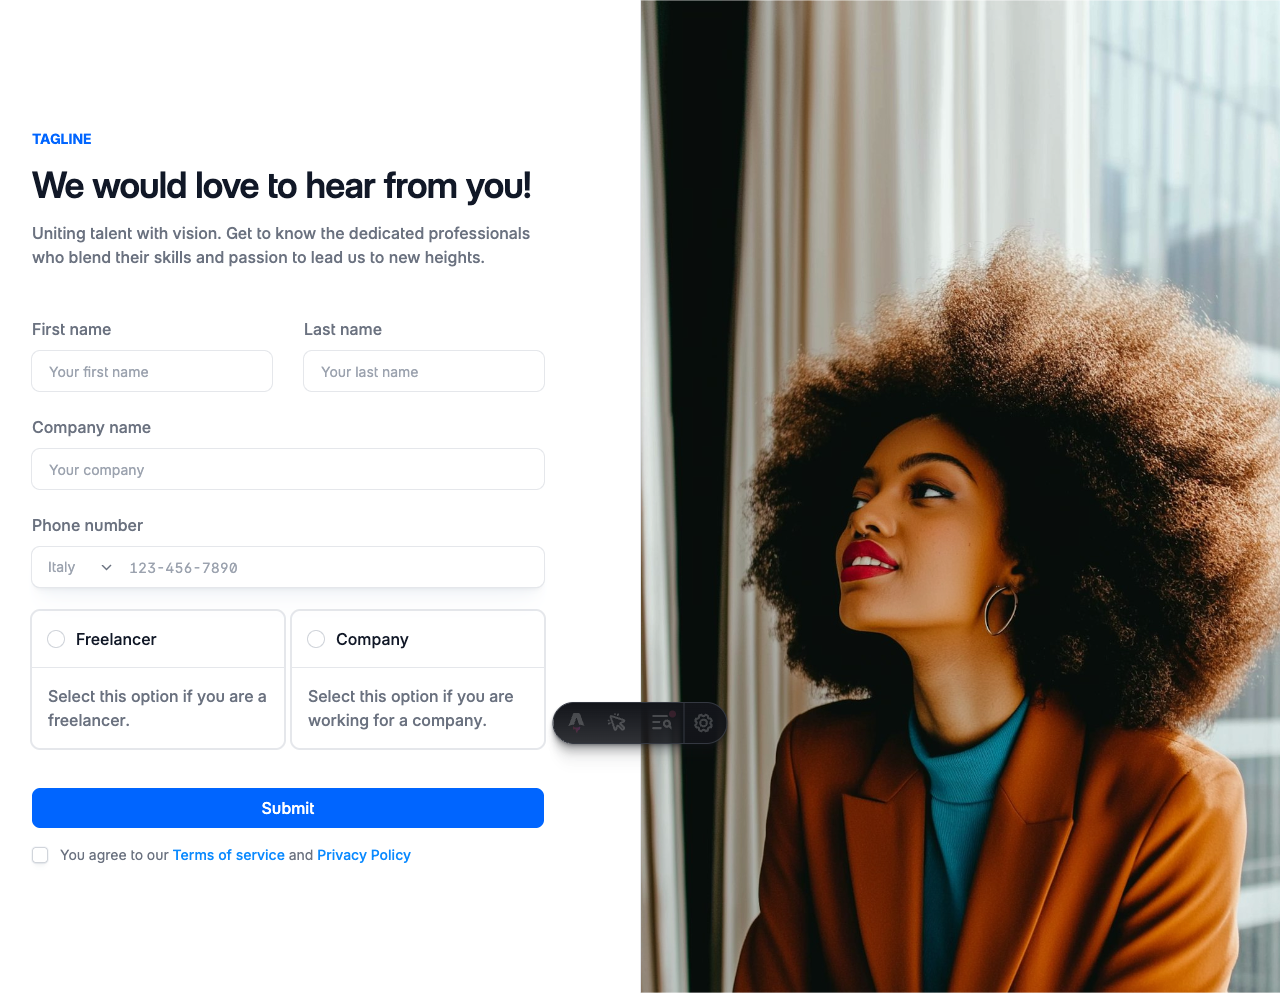 TAGLINE
We would love to hear from you!
Uniting talent with vision. Get to know the dedicated professionals
who blend their skills and passion to lead us to new heights.
First name
Last name
Your first name
Your last name
Company name
Your company
Phone number
Italy
123-456-7890
Freelancer
Company
Select this option if you are a
freelancer.
Select this option if you are
working for a company.
Submit
You agree to our Terms of service and Privacy Policy